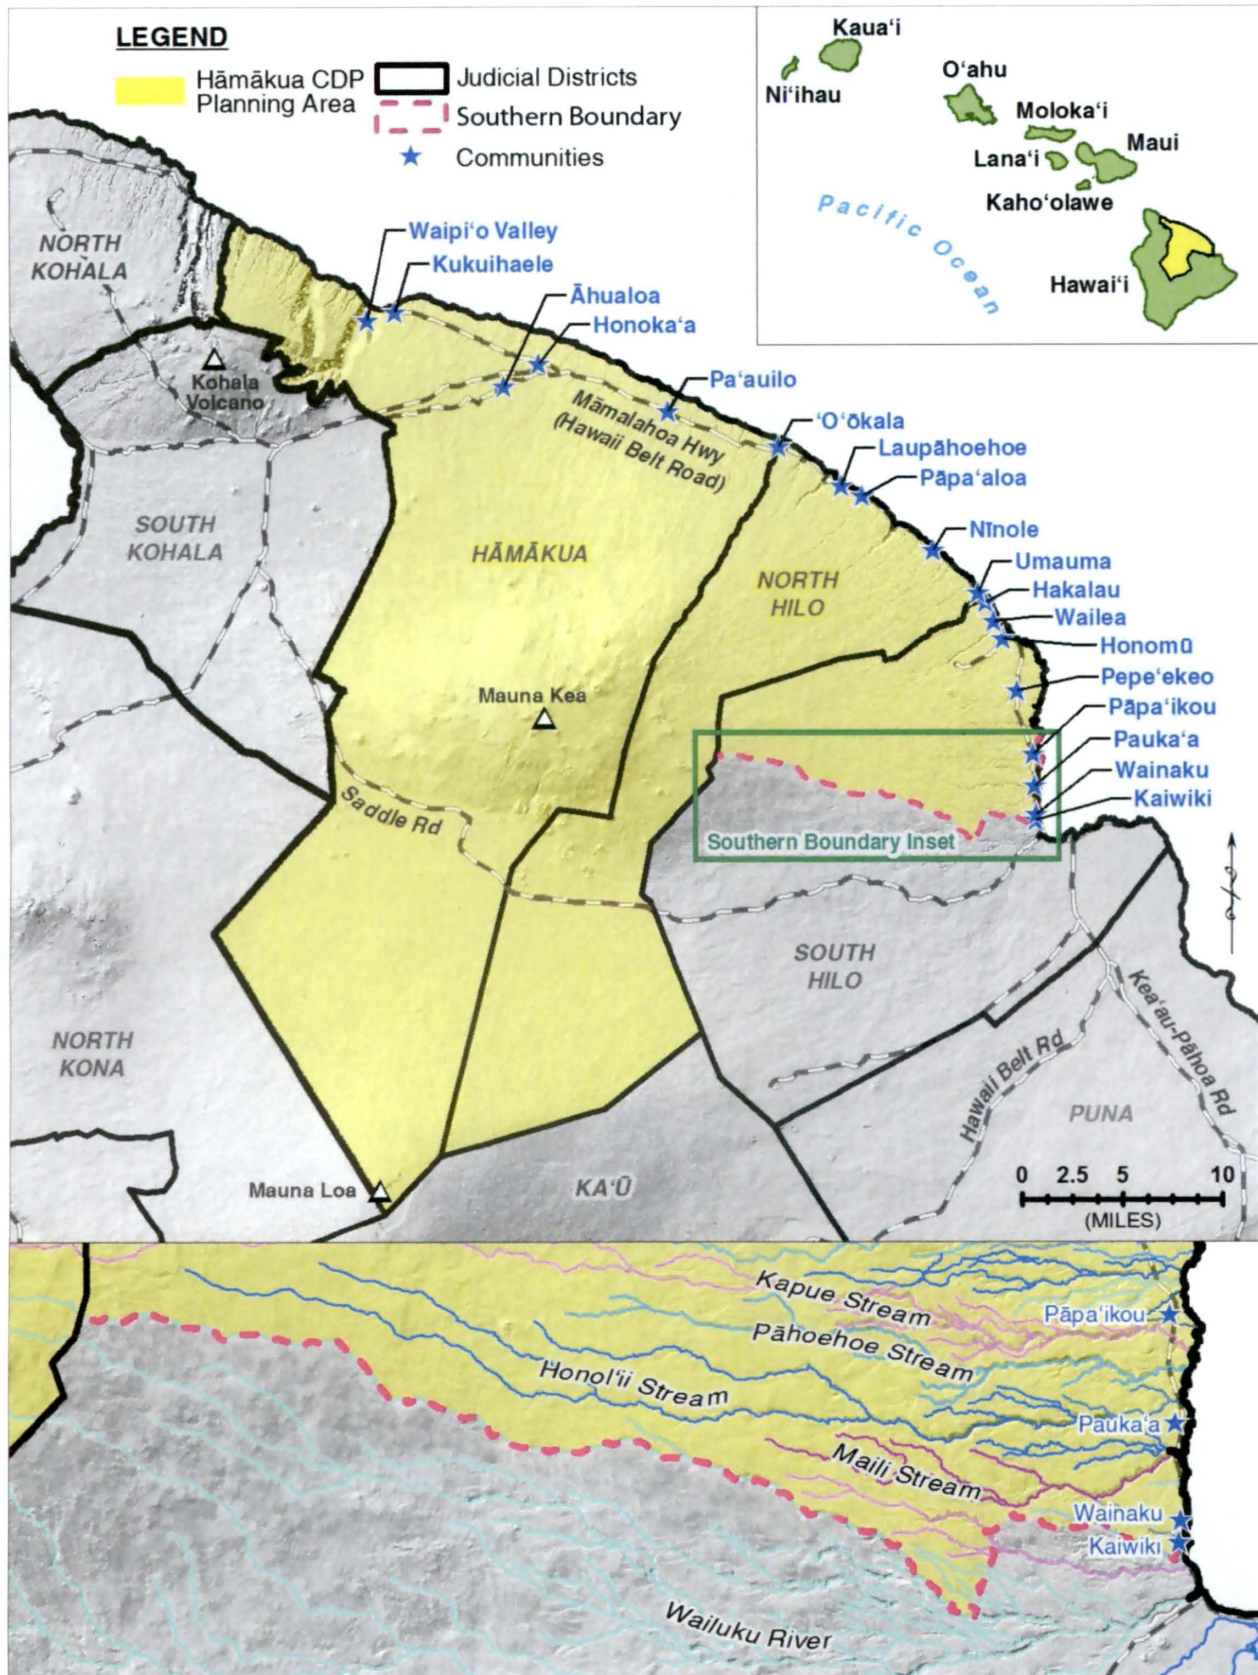 LEGEND
Hāmākua CDP
Planning Area
Judicial Districts
Southern Boundary
Communities
Kaua‘i
Ni‘ihau
O‘ahu
Moloka‘i
Lana‘i
Maui
Kaho‘olawe
Hawai‘i
Pacific Ocean
NORTH
KOHALA
Waipi‘o Valley
Kukuihaele
Āhualoa
Honoka‘a
Kohala
Volcano
Pa‘auilo
Māmalahoa Hwy
(Hawaii Belt Road)
‘O‘ōkala
Laupāhoehoe
Pāpa‘aloa
SOUTH
KOHALA
HĀMĀKUA
Nīnole
NORTH
HILO
Umauma
Hakalau
Wailea
Honomū
Pepe‘ekeo
Mauna Kea
Pāpa‘ikou
Pauka‘a
Wainaku
Kaiwiki
Saddle Rd
Southern Boundary Inset
SOUTH
HILO
NORTH
KONA
Kea‘au-Pāhoa Rd
Hawaii Belt Rd
PUNA
Mauna Loa
KA‘Ū
0 2.5 5 10
(MILES)
Kapue Stream
Pāpa‘ikou
Pāhoehoe Stream
Honol‘ii Stream
Pauka‘a
Maili Stream
Wainaku
Kaiwiki
Wailuku River